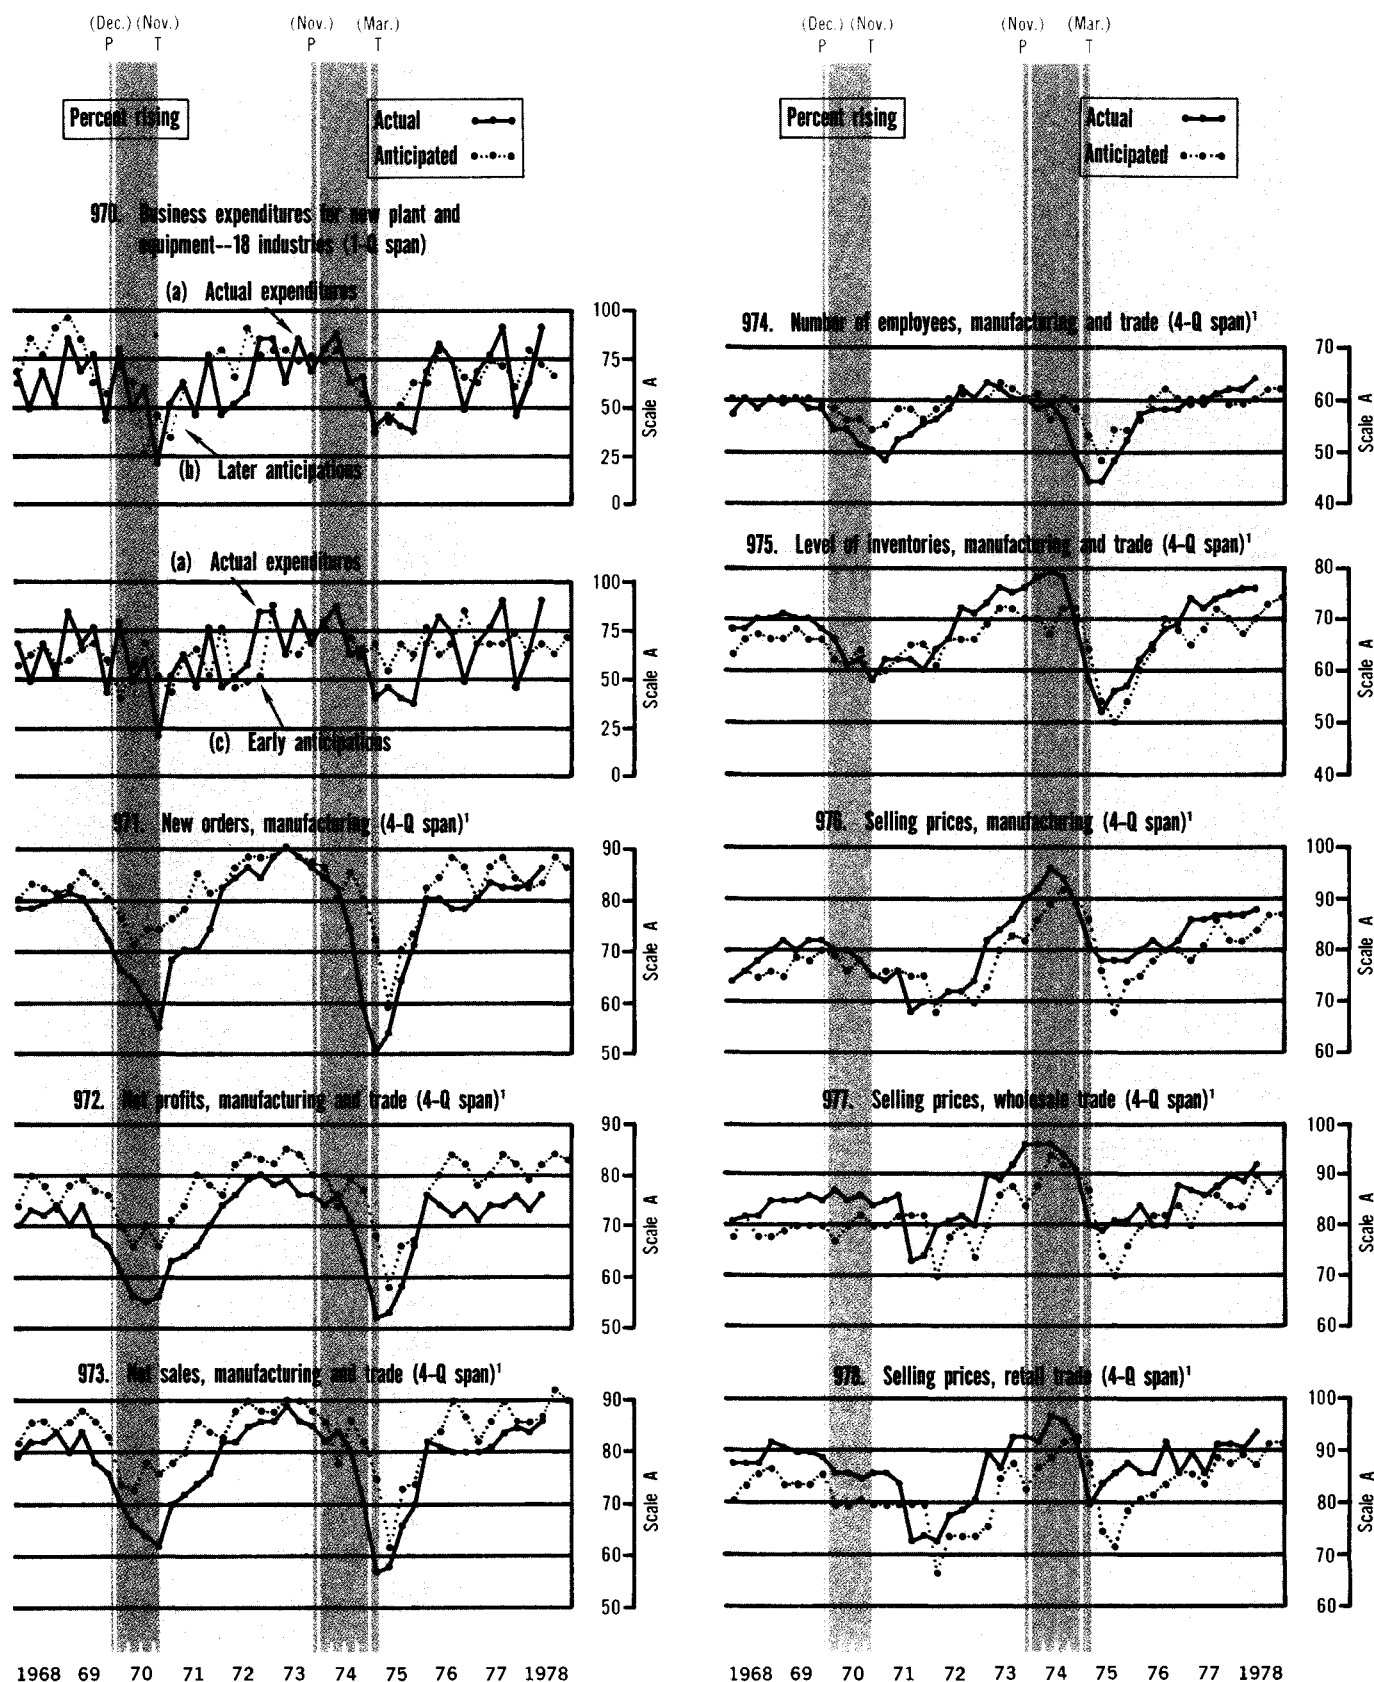 (Dec.) (Nov.) (Nov.) (Mar.)
P T P T
Percent rising
Actual
Anticipated
970. Business expenditures for new plant and
equipment--18 industries (1-Q span)
(a) Actual expenditures
100
75
50
25
0
Scale A
(b) Later anticipations
(a) Actual expenditures
100
75
50
25
0
Scale A
(c) Early anticipations
971. New orders, manufacturing (4-Q span)¹
90
80
70
60
50
Scale A
972. Net profits, manufacturing and trade (4-Q span)¹
90
80
70
60
50
Scale A
973. Net sales, manufacturing and trade (4-Q span)¹
90
80
70
60
50
Scale A
1968 69 70 71 72 73 74 75 76 77 1978
(Dec.) (Nov.) (Nov.) (Mar.)
P T P T
Percent rising
Actual
Anticipated
974. Number of employees, manufacturing and trade (4-Q span)¹
70
60
50
40
Scale A
975. Level of inventories, manufacturing and trade (4-Q span)¹
80
70
60
50
40
Scale A
976. Selling prices, manufacturing (4-Q span)¹
100
90
80
70
60
Scale A
977. Selling prices, wholesale trade (4-Q span)¹
100
90
80
70
60
Scale A
978. Selling prices, retail trade (4-Q span)¹
100
90
80
70
60
Scale A
1968 69 70 71 72 73 74 75 76 77 1978